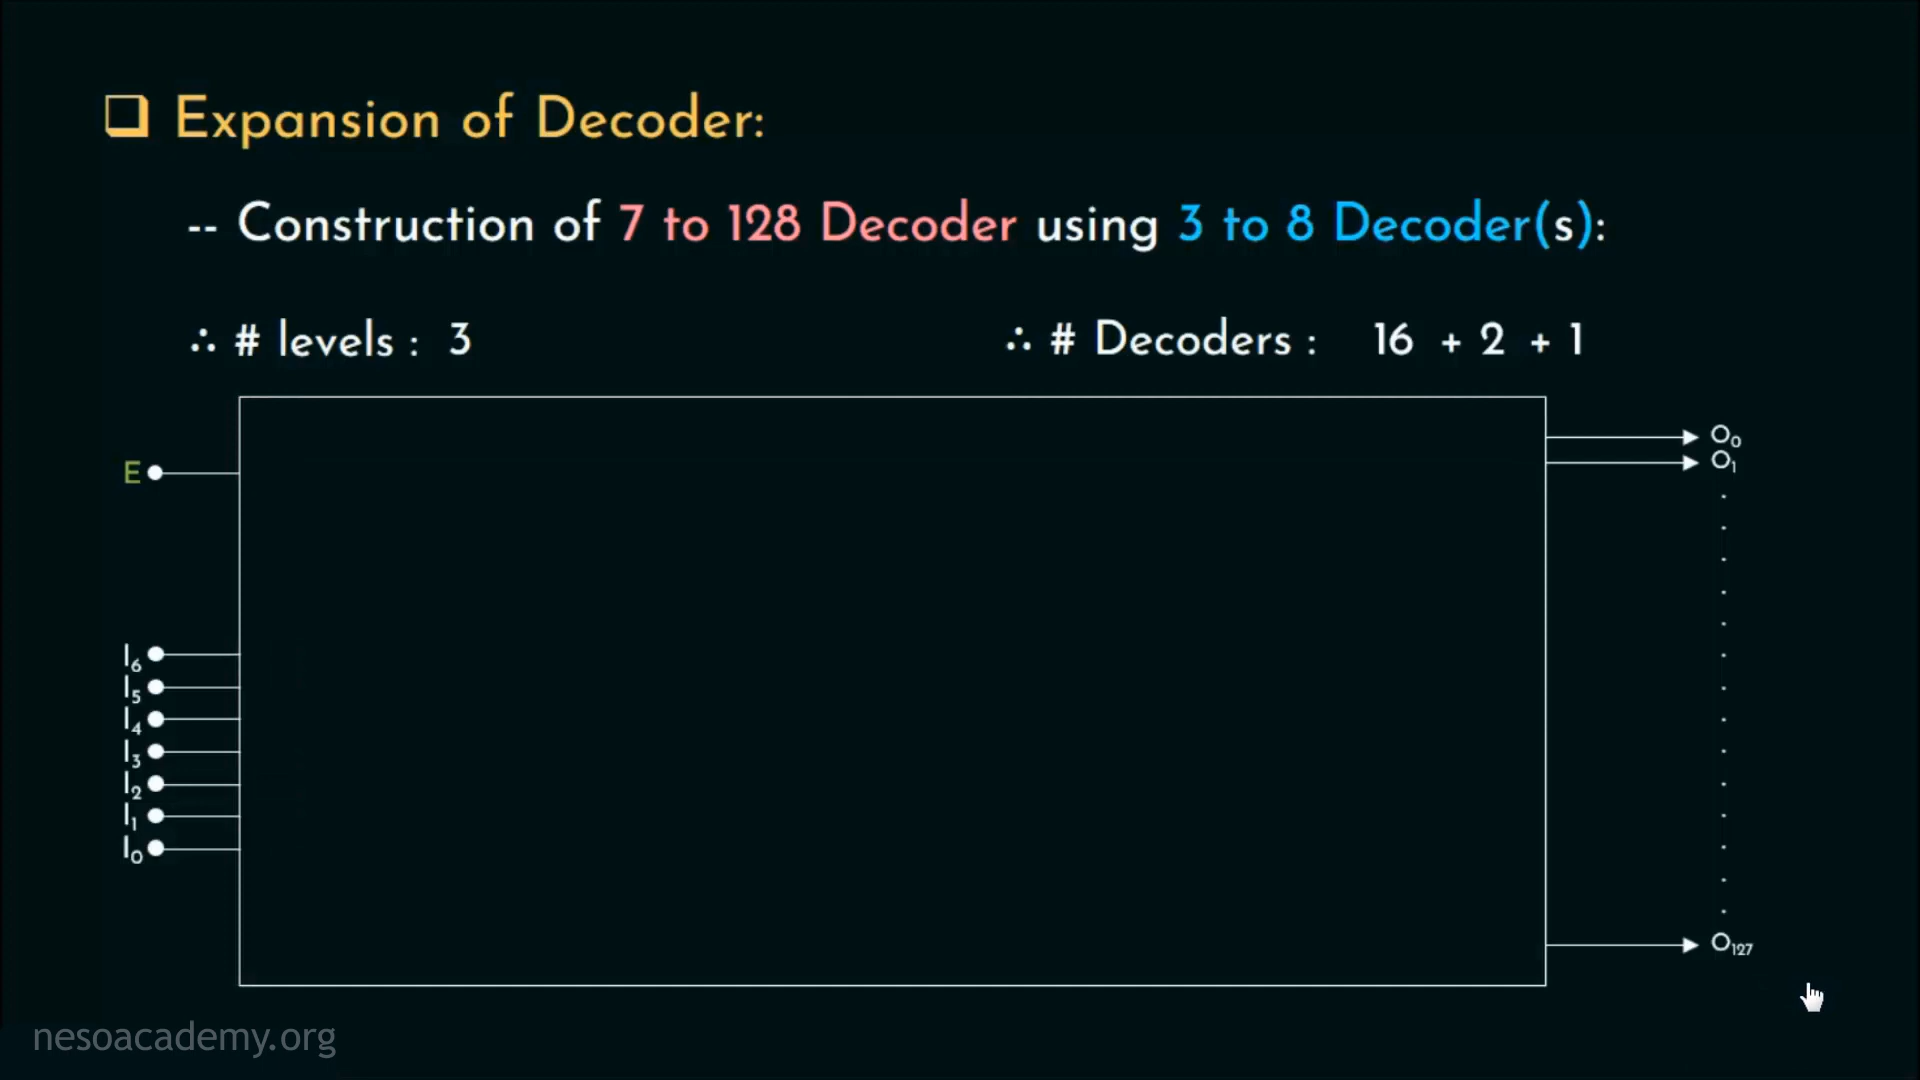 ❑ Expansion of Decoder:
-- Construction of 7 to 128 Decoder using 3 to 8 Decoder(s):
∴ # levels : 3
∴ # Decoders : 16 + 2 + 1
E
I₆
I₅
I₄
I₃
I₂
I₁
I₀
O₀
O₁
O₁₂₇
nesoacademy.org